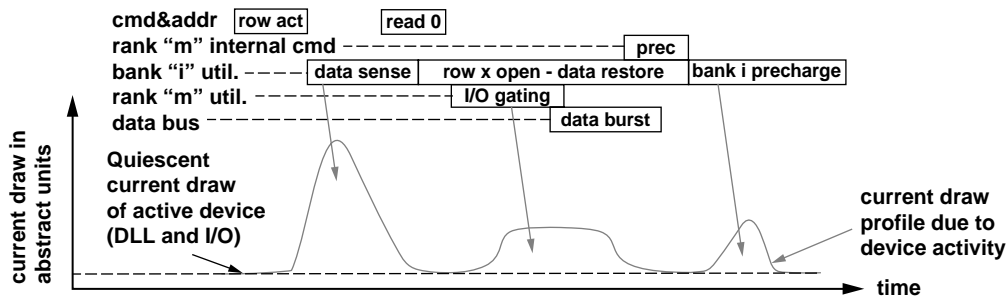 cmd&addr row act read 0
rank “m” internal cmd prec
bank “i” util. data sense row x open - data restore bank i precharge
rank “m” util. I/O gating
data bus data burst
current draw in
abstract units
Quiescent
current draw
of active device
(DLL and I/O)
current draw
profile due to
device activity
time